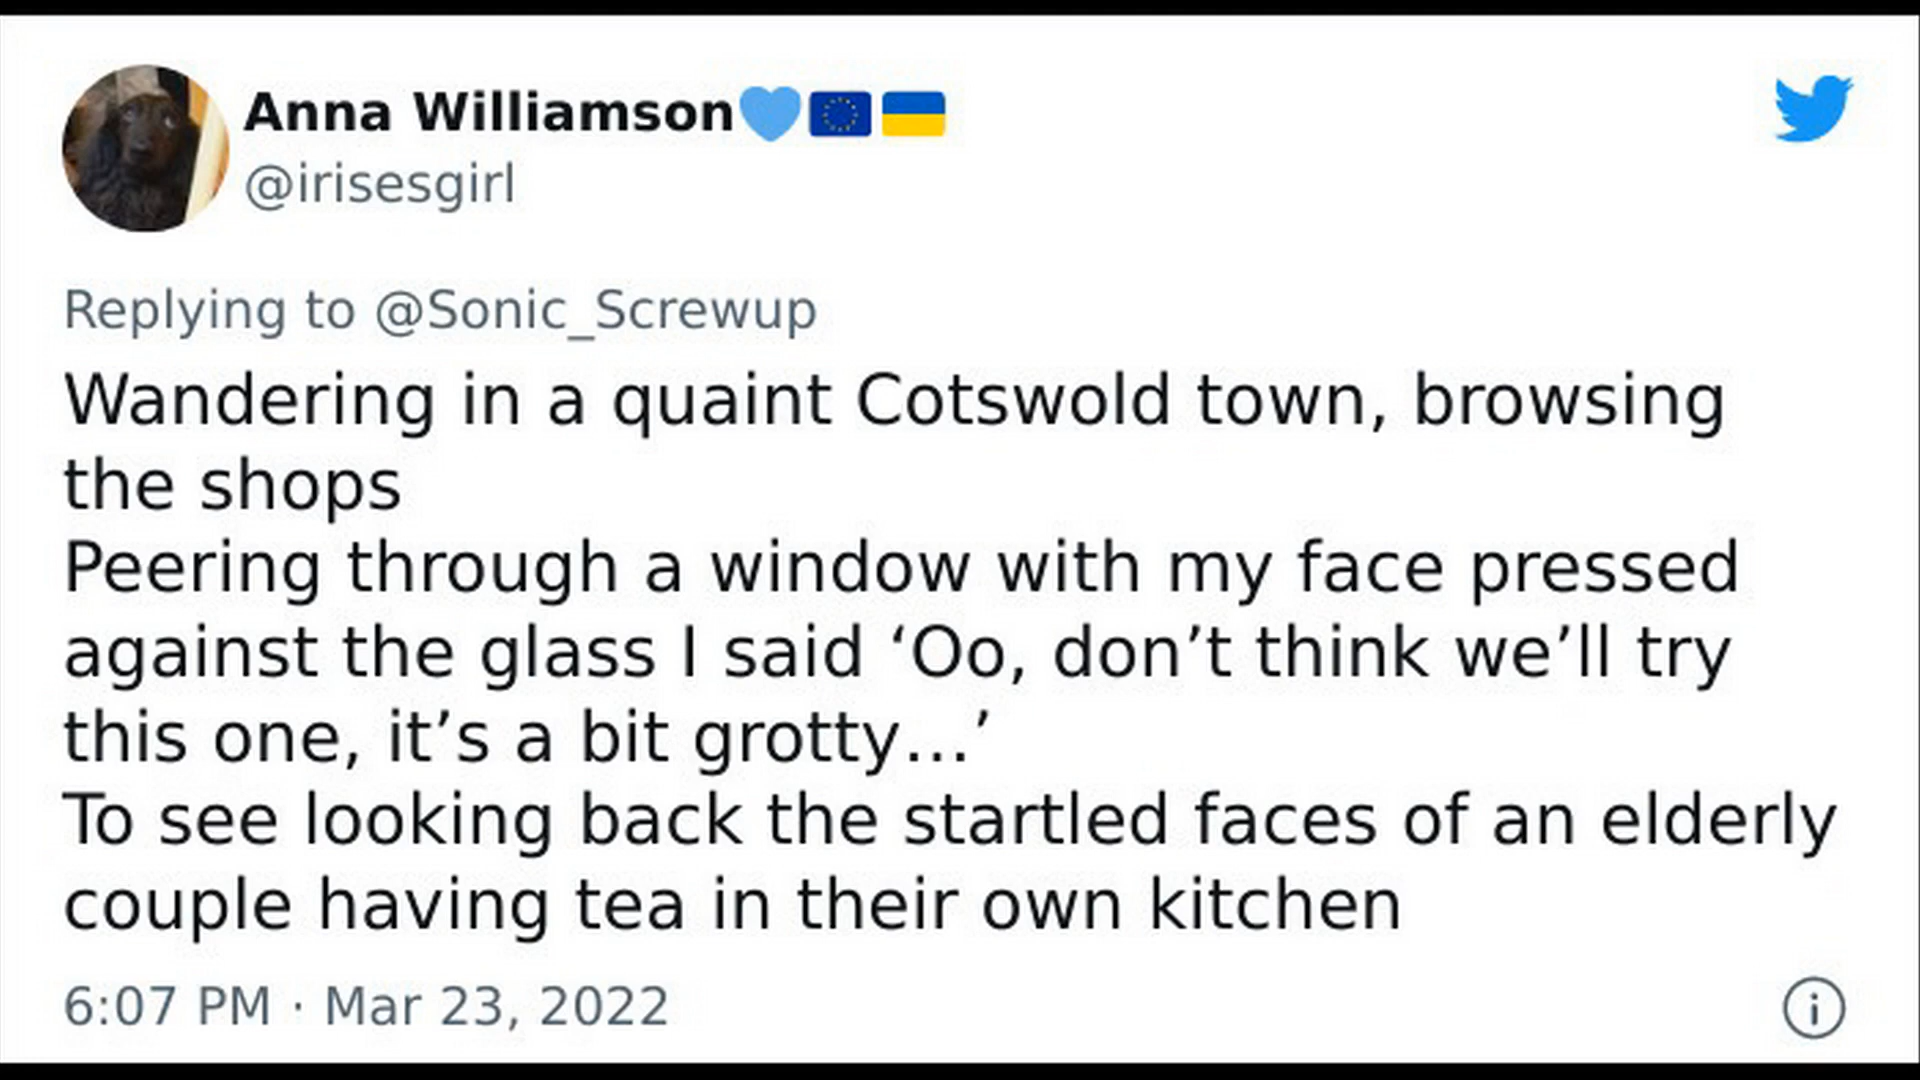 Anna Williamson💙🇪🇺🇺🇦
@irisesgirl
Replying to @Sonic_Screwup
Wandering in a quaint Cotswold town, browsing
the shops
Peering through a window with my face pressed
against the glass I said ‘Oo, don’t think we’ll try
this one, it’s a bit grotty…’
To see looking back the startled faces of an elderly
couple having tea in their own kitchen
6:07 PM · Mar 23, 2022